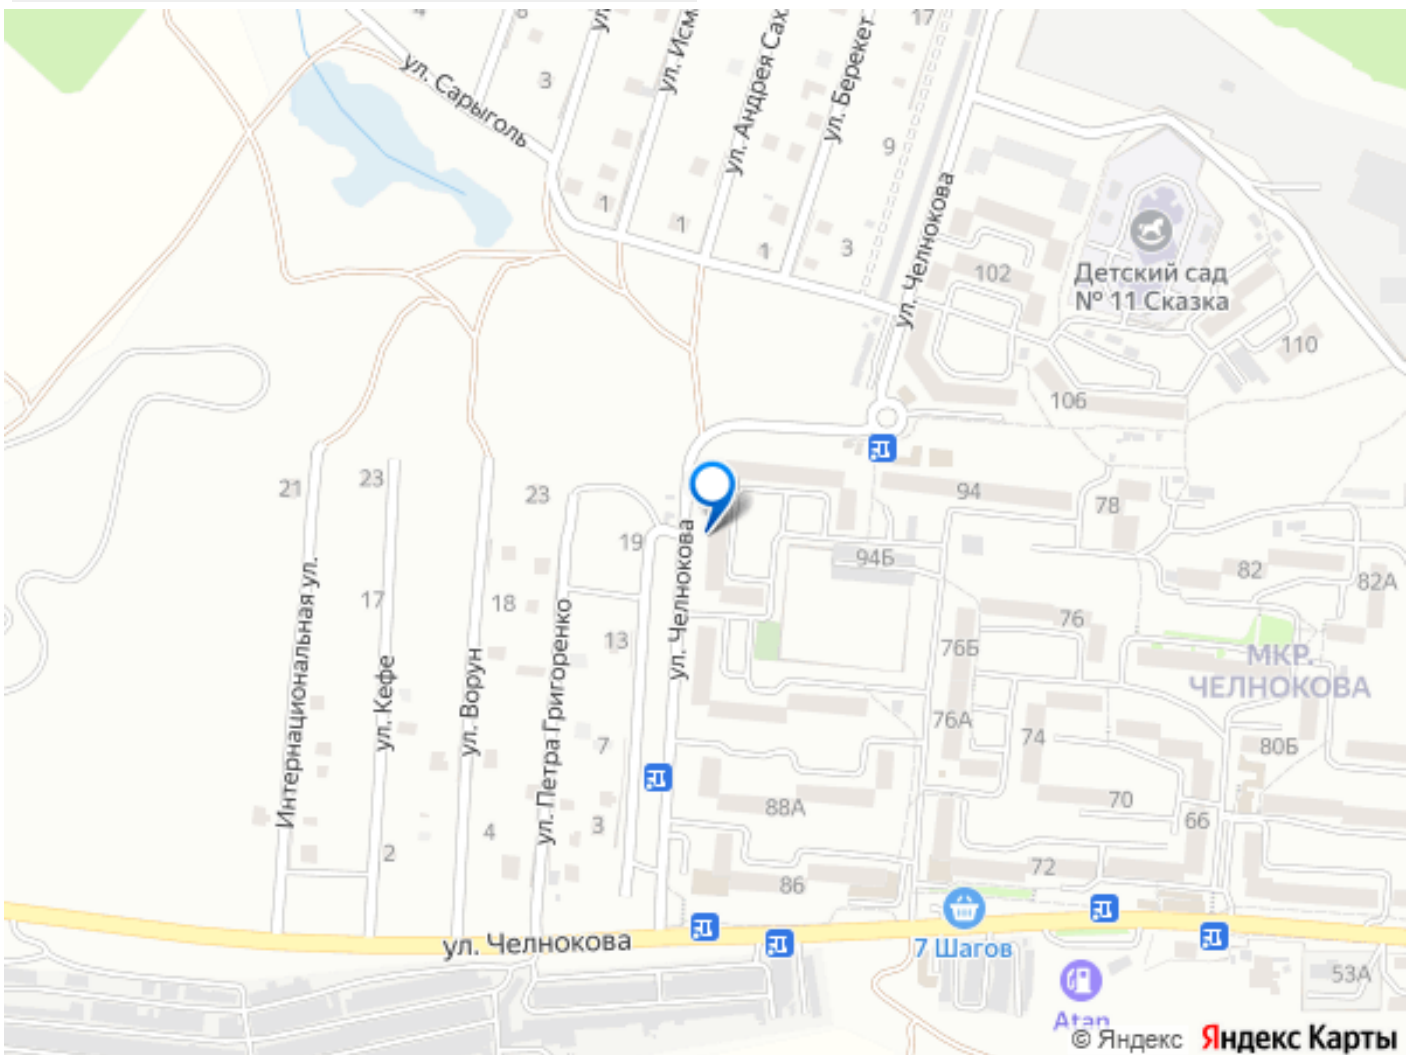 17
ул. Сарыголь
ул. Исм
ул. Андрея Сах
ул. Берекет
3
9
1
1
1
3
ул. Челнокова
102
Детский сад
№ 11 Сказка
110
106
21
23
23
19
94
78
94Б
82
82А
17
18
13
76
76Б
МКР.
ЧЕЛНОКОВА
Интернациональная ул.
ул. Кефе
ул. Ворун
ул. Петра Григоренко
ул. Челнокова
76А
74
80Б
7
88А
70
66
2
4
3
86
72
ул. Челнокова
7 Шагов
53А
Atan
© Яндекс Яндекс Карты